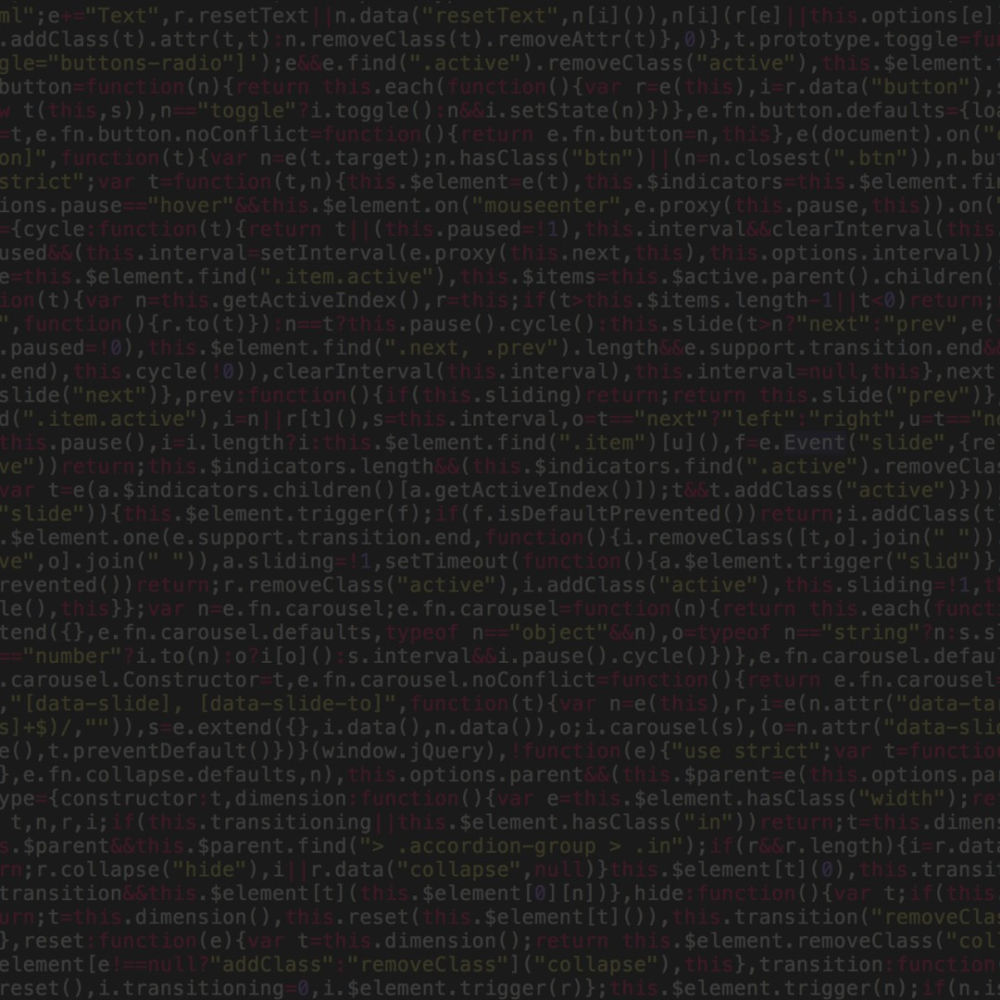 ml";e+="Text",r.resetText||n.data("resetText",n[i]()),n[i](r[e]||this.options[e]
.addClass(t).attr(t,t):n.removeClass(t).removeAttr(t)},0)},t.prototype.toggle=fu
gle="buttons-radio"]');e&&e.find(".active").removeClass("active"),this.$element.t
button=function(n){return this.each(function(){var r=e(this),i=r.data("button"),s
w t(this,s)),n=="toggle"?i.toggle():n&&i.setState(n)})},e.fn.button.defaults={loa
=t,e.fn.button.noConflict=function(){return e.fn.button=n,this},e(document).on("c
on]",function(t){var n=e(t.target);n.hasClass("btn")||(n=n.closest(".btn")),n.but
strict";var t=function(t,n){this.$element=e(t),this.$indicators=this.$element.fin
ions.pause=="hover"&&this.$element.on("mouseenter",e.proxy(this.pause,this)).on("
={cycle:function(t){return t||(this.paused=!1),this.interval&&clearInterval(this
used&&(this.interval=setInterval(e.proxy(this.next,this),this.options.interval))
e=this.$element.find(".item.active"),this.$items=this.$active.parent().children(
ion(t){var n=this.getActiveIndex(),r=this;if(t>this.$items.length-1||t<0)return;
",function(){r.to(t)}):n==t?this.pause().cycle():this.slide(t>n?"next":"prev",e(
.paused=!0),this.$element.find(".next, .prev").length&&e.support.transition.end&&
.end),this.cycle(!0)),clearInterval(this.interval),this.interval=null,this},next
slide("next")},prev:function(){if(this.sliding)return;return this.slide("prev")}
d(".item.active"),i=n||r[t](),s=this.interval,o=t=="next"?"left":"right",u=t=="ne
this.pause(),i=i.length?i:this.$element.find(".item")[u](),f=e.Event("slide",{re
ve"))return;this.$indicators.length&&(this.$indicators.find(".active").removeClas
var t=e(a.$indicators.children()[a.getActiveIndex()]);t&&t.addClass("active")}))
"slide")){this.$element.trigger(f);if(f.isDefaultPrevented())return;i.addClass(t
.$element.one(e.support.transition.end,function(){i.removeClass([t,o].join(" "))
ve",o].join(" ")),a.sliding=!1,setTimeout(function(){a.$element.trigger("slid")}
revented())return;r.removeClass("active"),i.addClass("active"),this.sliding=!1,t
le(),this}};var n=e.fn.carousel;e.fn.carousel=function(n){return this.each(funct
tend({},e.fn.carousel.defaults,typeof n=="object"&&n),o=typeof n=="string"?n:s.s
=="number"?i.to(n):o?i[o]():s.interval&&i.pause().cycle()})},e.fn.carousel.defau
.carousel.Constructor=t,e.fn.carousel.noConflict=function(){return e.fn.carousel=
,"[data-slide], [data-slide-to]",function(t){var n=e(this),r,i=e(n.attr("data-ta
s]+$)/,"")),s=e.extend({},i.data(),n.data()),o;i.carousel(s),(o=n.attr("data-slid
e(),t.preventDefault()})}(window.jQuery),!function(e){"use strict";var t=function
},e.fn.collapse.defaults,n),this.options.parent&&(this.$parent=e(this.options.par
ype={constructor:t,dimension:function(){var e=this.$element.hasClass("width");ret
t,n,r,i;if(this.transitioning||this.$element.hasClass("in"))return;t=this.dimens
s.$parent&&this.$parent.find("> .accordion-group > .in");if(r&&r.length){i=r.data
rn;r.collapse("hide"),i||r.data("collapse",null)}this.$element[t](0),this.transit
transition&&this.$element[t](this.$element[0][n])},hide:function(){var t;if(this
urn;t=this.dimension(),this.reset(this.$element[t]()),this.transition("removeClas
},reset:function(e){var t=this.dimension();return this.$element.removeClass("col
element[e!==null?"addClass":"removeClass"]("collapse"),this},transition:function
reset(),i.transitioning=0,i.$element.trigger(r)};this.$element.trigger(n);if(n.i